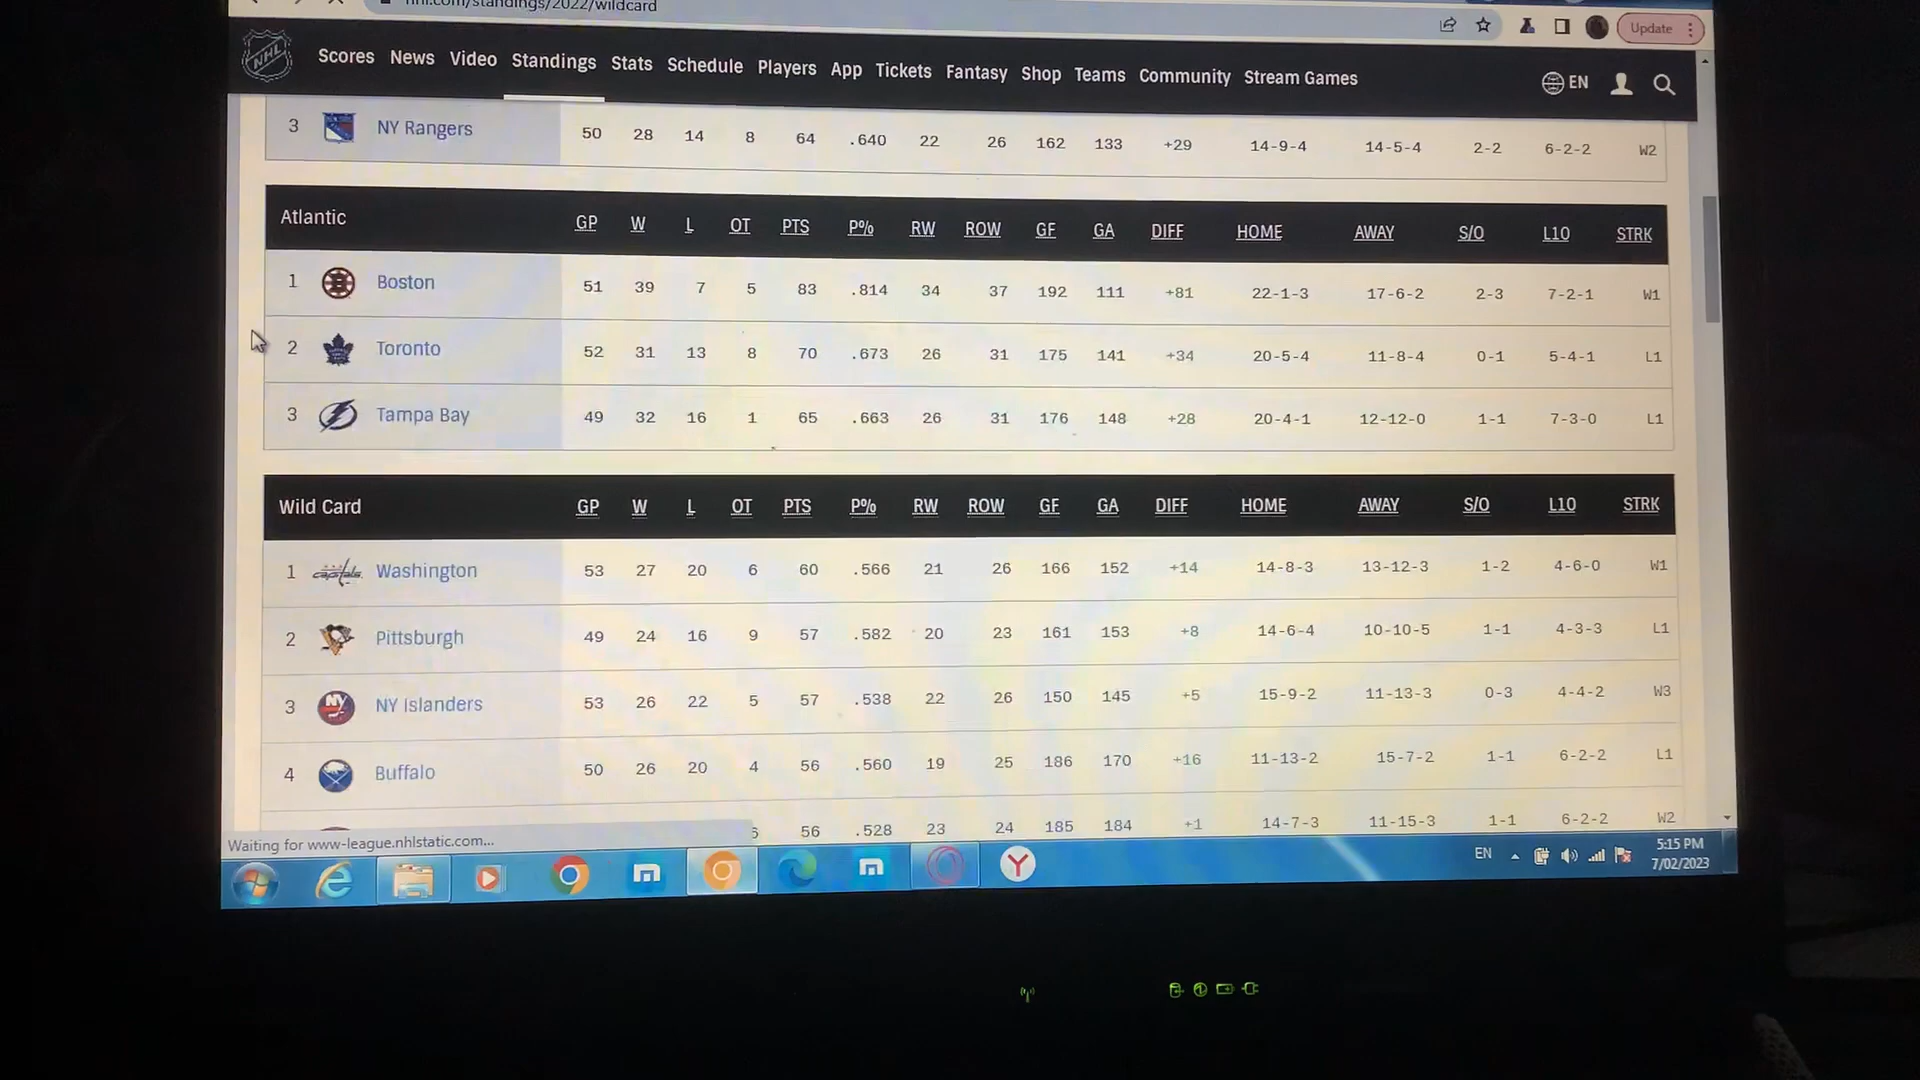 nhl.com/standings/2022/wildcard
Update
NHL Scores News Video Standings Stats Schedule Players App Tickets Fantasy Shop Teams Community Stream Games EN
3 NY Rangers 50 28 14 8 64 .640 22 26 162 133 +29 14-9-4 14-5-4 2-2 6-2-2 W2
Atlantic GP W L OT PTS P% RW ROW GF GA DIFF HOME AWAY S/O L10 STRK
1 Boston 51 39 7 5 83 .814 34 37 192 111 +81 22-1-3 17-6-2 2-3 7-2-1 W1
2 Toronto 52 31 13 8 70 .673 26 31 175 141 +34 20-5-4 11-8-4 0-1 5-4-1 L1
3 Tampa Bay 49 32 16 1 65 .663 26 31 176 148 +28 20-4-1 12-12-0 1-1 7-3-0 L1
Wild Card GP W L OT PTS P% RW ROW GF GA DIFF HOME AWAY S/O L10 STRK
1 capitals Washington 53 27 20 6 60 .566 21 26 166 152 +14 14-8-3 13-12-3 1-2 4-6-0 W1
2 Pittsburgh 49 24 16 9 57 .582 20 23 161 153 +8 14-6-4 10-10-5 1-1 4-3-3 L1
3 NY Islanders 53 26 22 5 57 .538 22 26 150 145 +5 15-9-2 11-13-3 0-3 4-4-2 W3
4 Buffalo 50 26 20 4 56 .560 19 25 186 170 +16 11-13-2 15-7-2 1-1 6-2-2 L1
6 56 .528 23 24 185 184 +1 14-7-3 11-15-3 1-1 6-2-2 W2
Waiting for www-league.nhlstatic.com...
EN 5:15 PM
7/02/2023